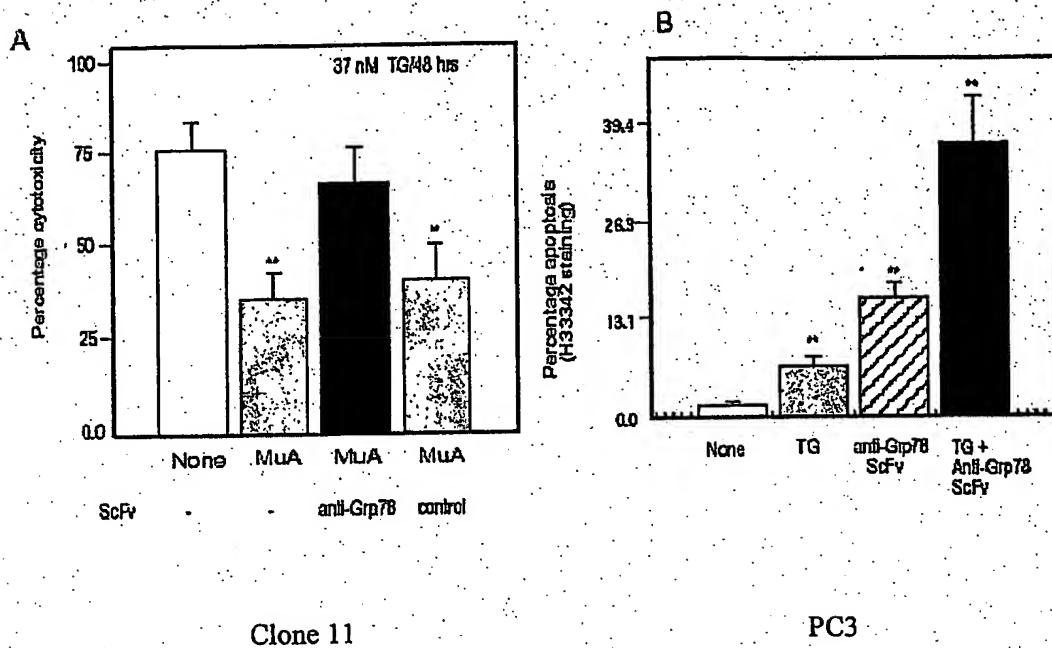 A
37 nM TG/48 hrs
Percentage cytotoxicity
100
75
50
25
0.0
**
**
None MuA MuA MuA
ScFv - - anti-Grp78 control
Clone 11
B
Percentage apoptosis
(H33342 staining)
39.4
26.3
13.1
0.0
**
**
**
None TG anti-Grp78 ScFv TG + Anti-Grp78 ScFv
PC3